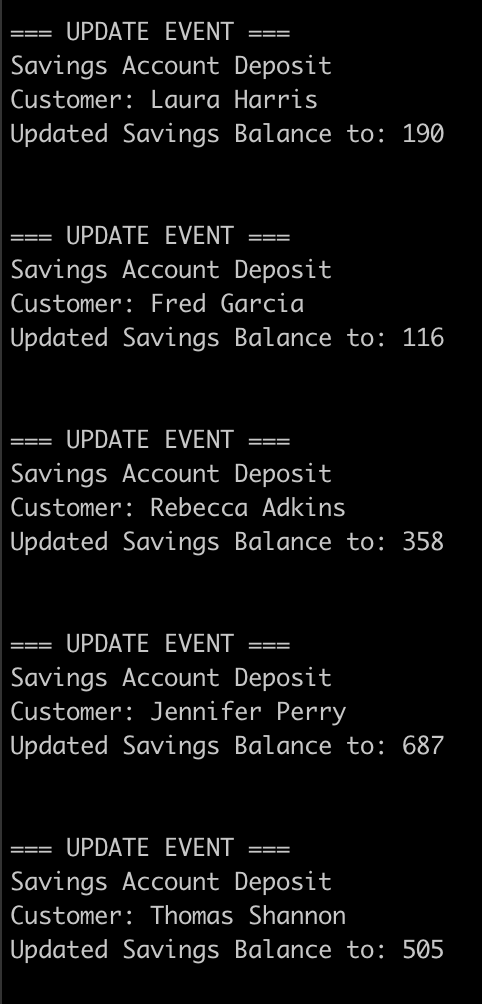 === UPDATE EVENT ===
Savings Account Deposit
Customer: Laura Harris
Updated Savings Balance to: 190
=== UPDATE EVENT ===
Savings Account Deposit
Customer: Fred Garcia
Updated Savings Balance to: 116
=== UPDATE EVENT ===
Savings Account Deposit
Customer: Rebecca Adkins
Updated Savings Balance to: 358
=== UPDATE EVENT ===
Savings Account Deposit
Customer: Jennifer Perry
Updated Savings Balance to: 687
=== UPDATE EVENT ===
Savings Account Deposit
Customer: Thomas Shannon
Updated Savings Balance to: 505